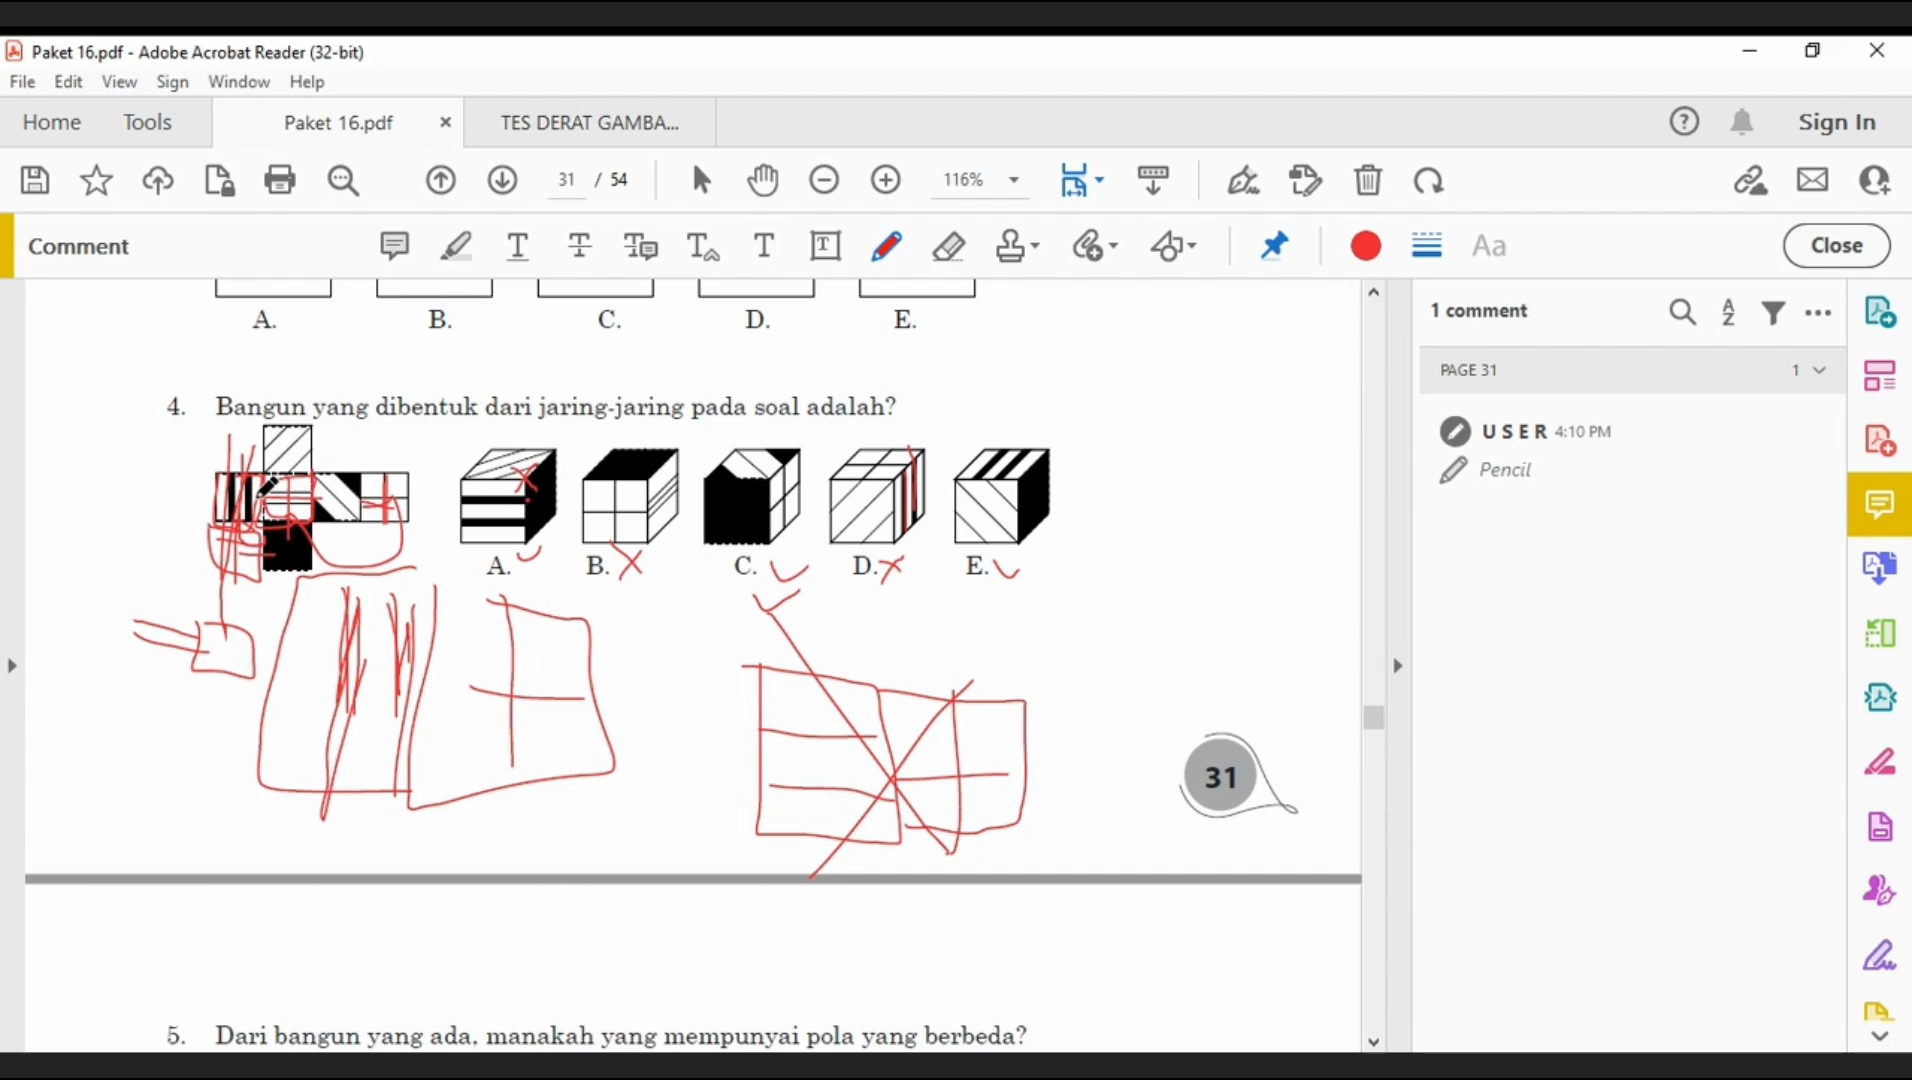 Paket 16.pdf - Adobe Acrobat Reader (32-bit)
File Edit View Sign Window Help
Home Tools Paket 16.pdf × TES DERAT GAMBA... Sign In
31 / 54 116%
Comment T T T T T T Aa Close
A. B. C. D. E.
1 comment
PAGE 31 1
4. Bangun yang dibentuk dari jaring-jaring pada soal adalah?
U S E R 4:10 PM
Pencil
A. B. C. D. E.
31
5. Dari bangun yang ada, manakah yang mempunyai pola yang berbeda?